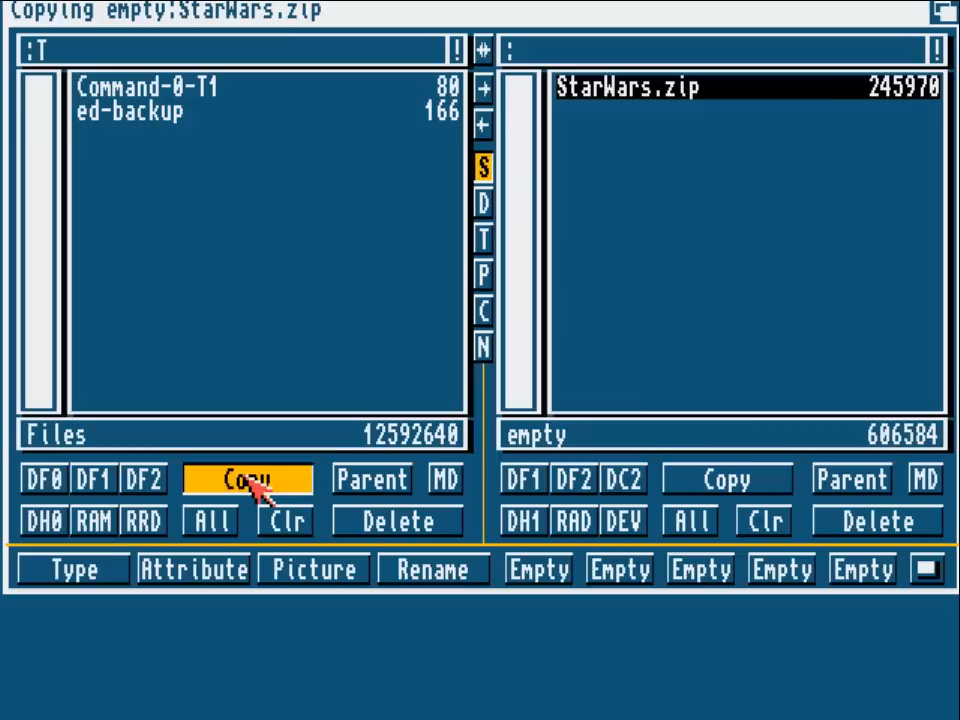 Copying empty:StarWars.zip
:T ! * : !
Command-0-T1 80 → StarWars.zip 245970
ed-backup 166 ←
S
D
T
P
C
N
Files 12592640 empty 606584
DF0 DF1 DF2 Copy Parent MD DF1 DF2 DC2 Copy Parent MD
DH0 RAM RRD All Clr Delete DH1 RAD DEV All Clr Delete
Type Attribute Picture Rename Empty Empty Empty Empty Empty